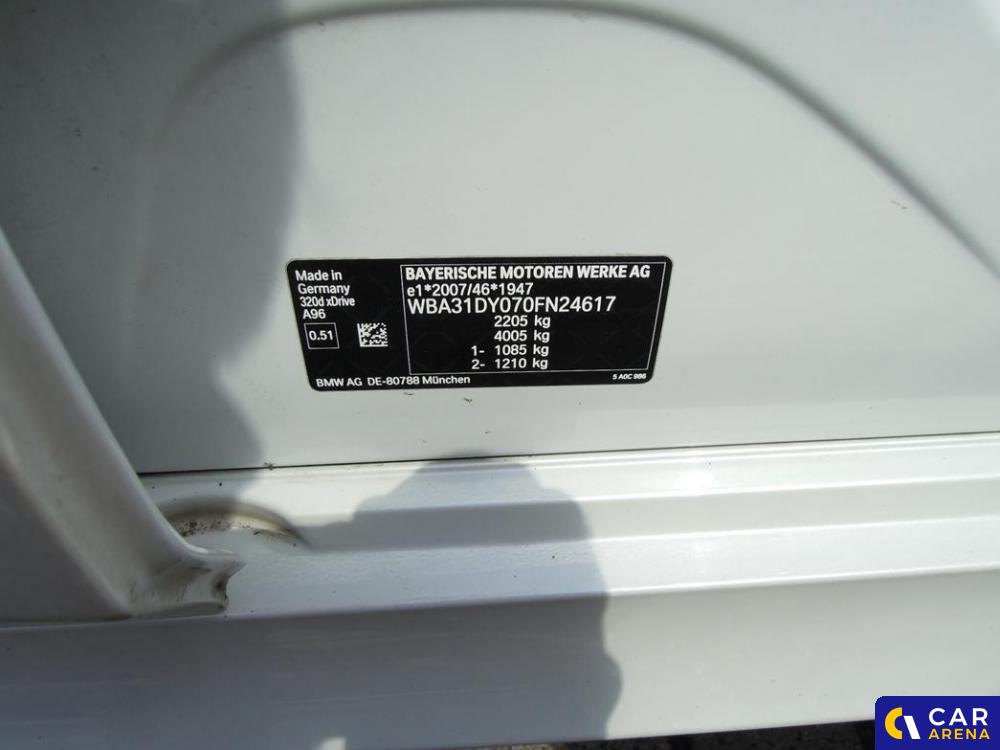 Made in
Germany
320d xDrive
A96
0.51
BAYERISCHE MOTOREN WERKE AG
e1*2007/46*1947
WBA31DY070FN24617
2205 kg
4005 kg
1- 1085 kg
2- 1210 kg
BMW AG DE-80788 München
5 A0C 986
CAR
ARENA